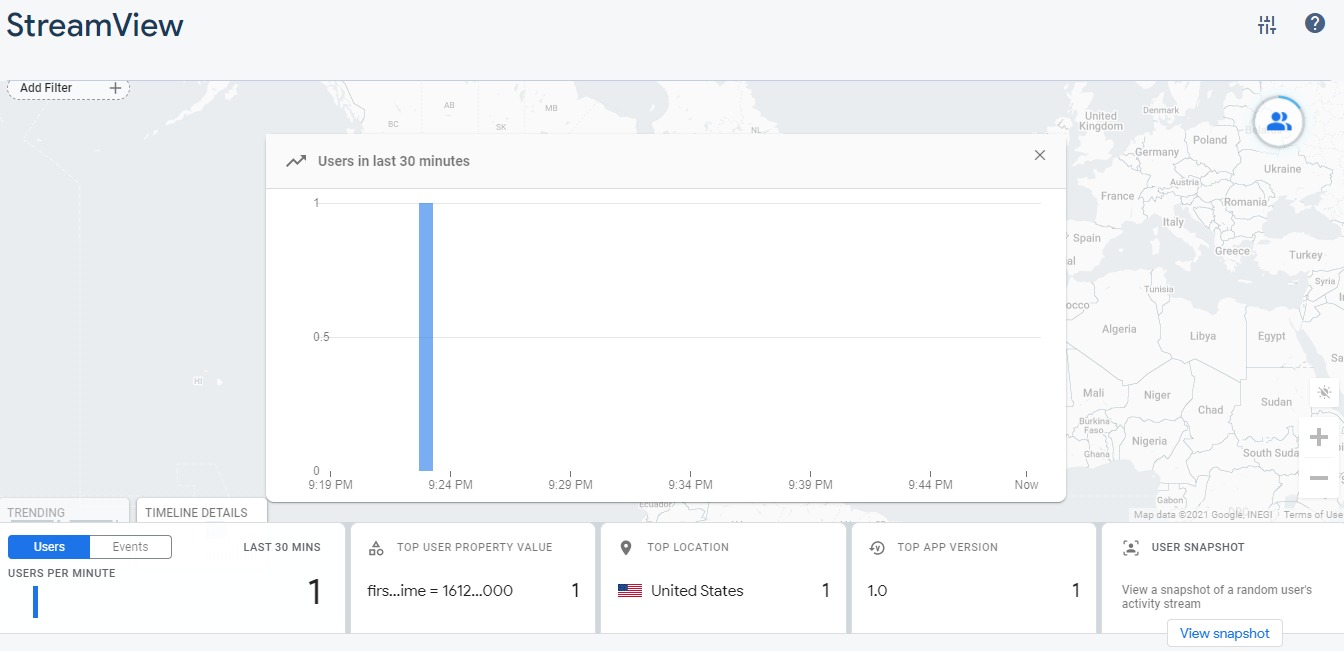 StreamView
Add Filter
AB
MB
BC
SK
NL
HI
Ecuador
United
Kingdom
Denmark
Poland
Germany
Ukraine
Austria
France
Romania
Italy
Spain
Greece
Turkey
al
Syria
Tunisia
occo
Algeria
Libya
Egypt
Sa
Mali
Niger
Sudan
Chad
Burkina
Faso
Nigeria
Ghana
South Suda
Gabon
Map data ©2021 Google, INEGI
Terms of Use
Users in last 30 minutes
1
0.5
0
9:19 PM 9:24 PM 9:29 PM 9:34 PM 9:39 PM 9:44 PM Now
TRENDING
TIMELINE DETAILS
Users Events LAST 30 MINS
USERS PER MINUTE
1
TOP USER PROPERTY VALUE
firs...ime = 1612...000 1
TOP LOCATION
United States 1
TOP APP VERSION
1.0 1
USER SNAPSHOT
View a snapshot of a random user's
activity stream
View snapshot